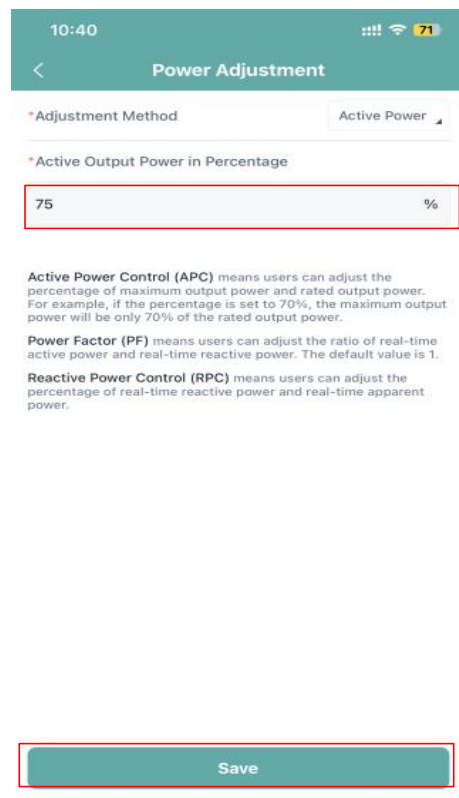 10:40 71
Power Adjustment
*Adjustment Method Active Power
*Active Output Power in Percentage
75 %
Active Power Control (APC) means users can adjust the
percentage of maximum output power and rated output power.
For example, if the percentage is set to 70%, the maximum output
power will be only 70% of the rated output power.
Power Factor (PF) means users can adjust the ratio of real-time
active power and real-time reactive power. The default value is 1.
Reactive Power Control (RPC) means users can adjust the
percentage of real-time reactive power and real-time apparent
power.
Save